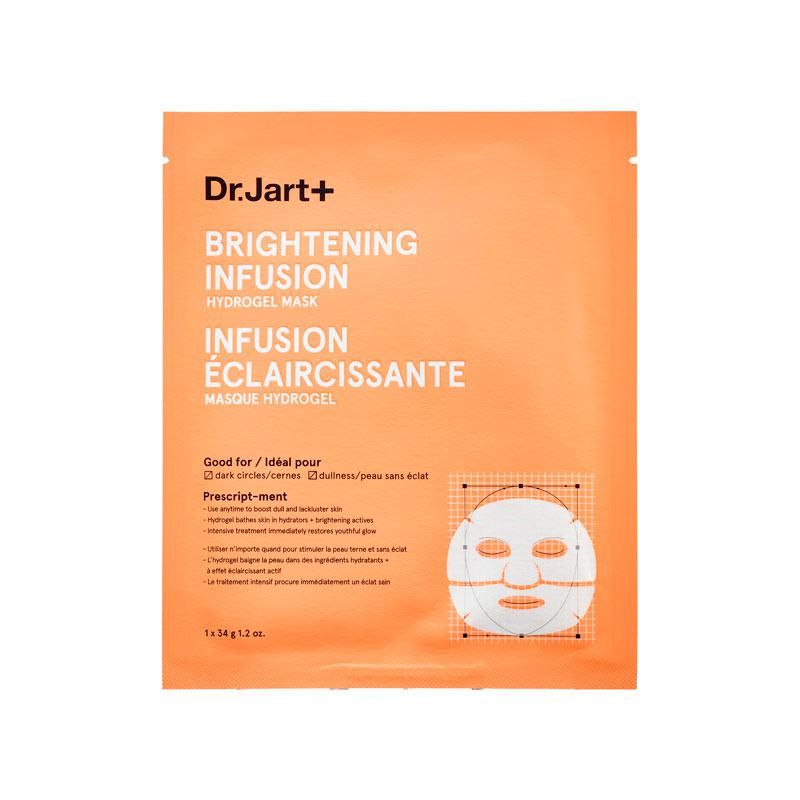 Dr.Jart+
BRIGHTENING
INFUSION
HYDROGEL MASK
INFUSION
ÉCLAIRCISSANTE
MASQUE HYDROGEL
Good for / Idéal pour
☑ dark circles/cernes ☑ dullness/peau sans éclat
Prescript-ment
- Use anytime to boost dull and lackluster skin
- Hydrogel bathes skin in hydrators + brightening actives
- Intensive treatment immediately restores youthful glow
- Utiliser n'importe quand pour stimuler la peau terne et sans éclat
- L'hydrogel baigne la peau dans des ingrédients hydratants +
à effet éclaircissant actif
- Le traitement intensif procure immédiatement un éclat sain
1 x 34 g 1.2 oz.